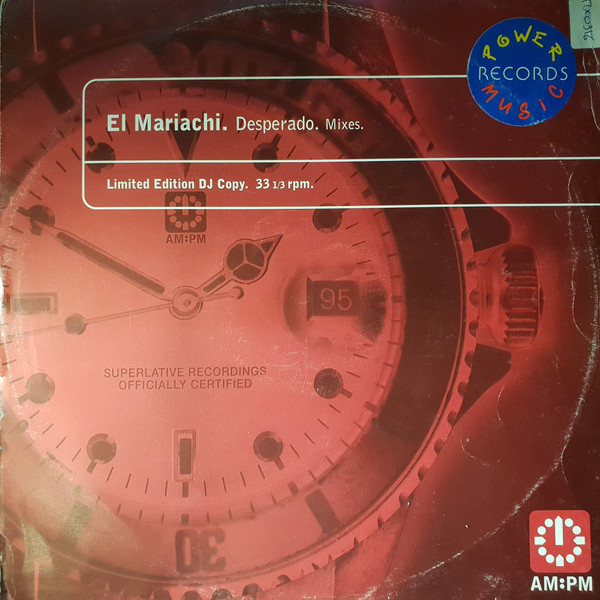 POWER
RECORDS
MUSIC
El Mariachi. Desperado. Mixes.
Limited Edition DJ Copy. 33 1/3 rpm.
AM:PM
95
SUPERLATIVE RECORDINGS
OFFICIALLY CERTIFIED
30
AM:PM